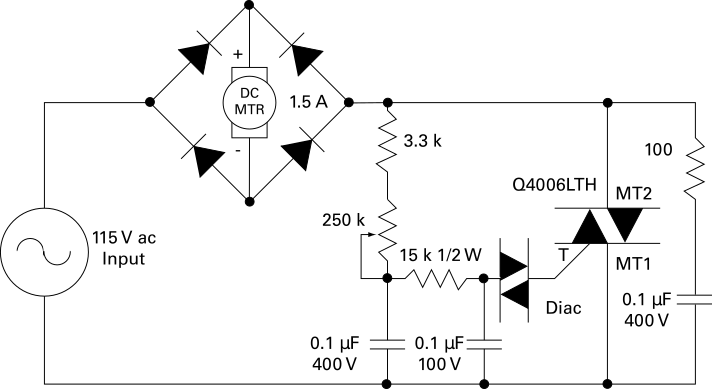 +
DC
MTR
-
1.5 A
3.3 k
100
Q4006LTH
MT2
250 k
115 V ac
Input
15 k 1/2 W
T
MT1
Diac
0.1 µF
400 V
0.1 µF
100 V
0.1 µF
400 V